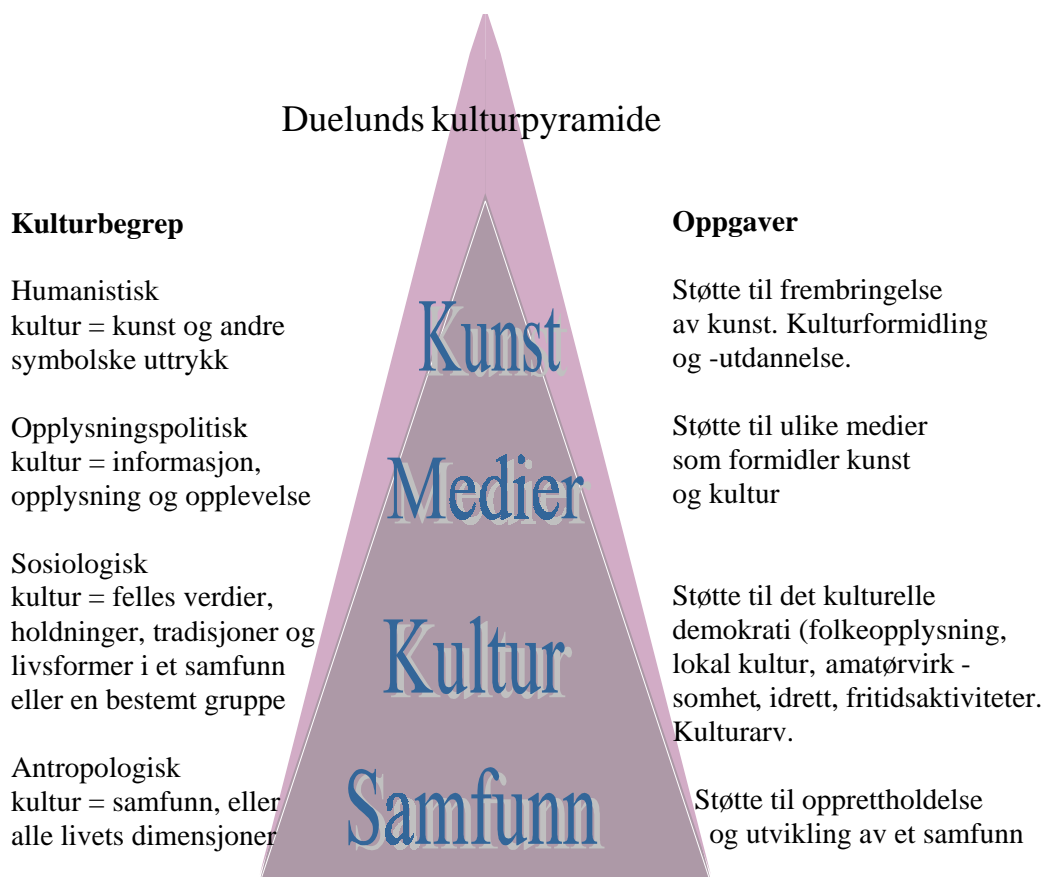 Duelunds kulturpyramide
Kulturbegrep
Humanistisk
kultur = kunst og andre
symbolske uttrykk
Opplysningspolitisk
kultur = informasjon,
opplysning og opplevelse
Sosiologisk
kultur = felles verdier,
holdninger, tradisjoner og
livsformer i et samfunn
eller en bestemt gruppe
Antropologisk
kultur = samfunn, eller
alle livets dimensjoner
Kunst
Medier
Kultur
Samfunn
Oppgaver
Støtte til frembringelse
av kunst. Kulturformidling
og -utdannelse.
Støtte til ulike medier
som formidler kunst
og kultur
Støtte til det kulturelle
demokrati (folkeopplysning,
lokal kultur, amatørvirk -
somhet, idrett, fritidsaktiviteter.
Kulturarv.
Støtte til opprettholdelse
og utvikling av et samfunn